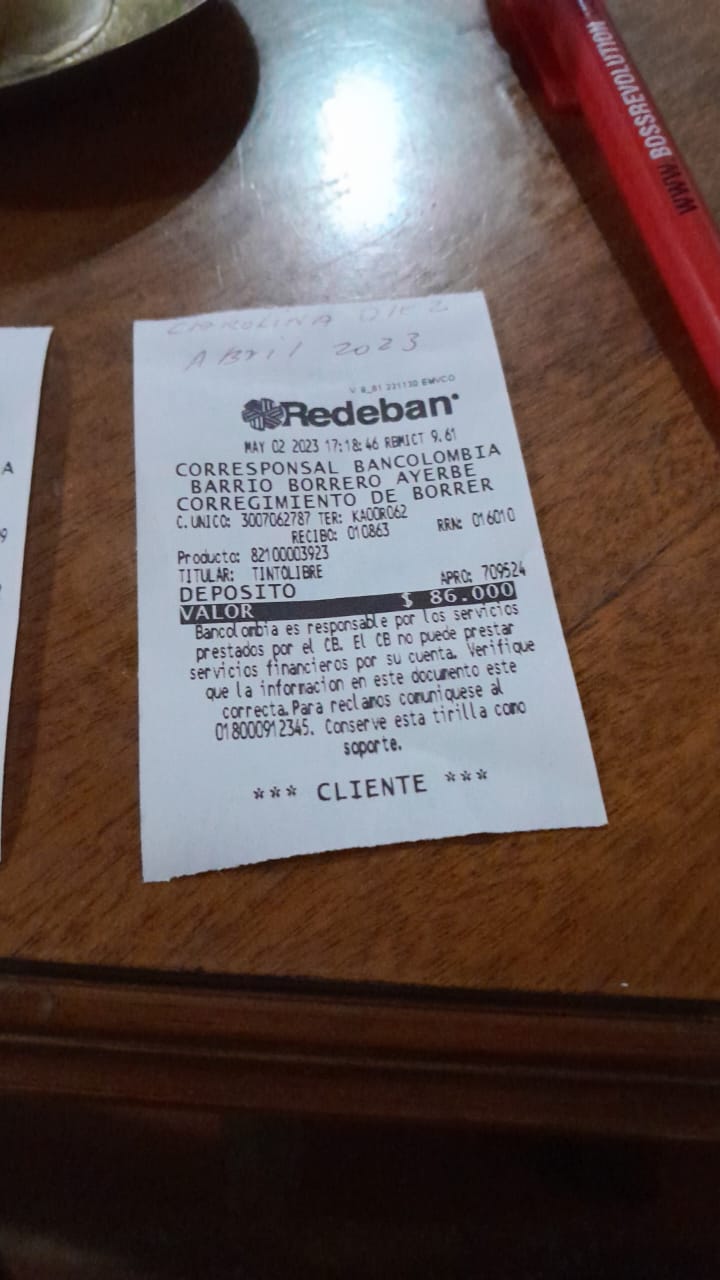 CAROLINA DIEZ
ABril 2023
V 8_01 231130 EMVCO
Redeban
MAY 02 2023 17:18:46 RBMICT 9.61
CORRESPONSAL BANCOLOMBIA
BARRIO BORRERO AYERBE
CORREGIMIENTO DE BORRER
C.UNICO: 3007062787 TER: KAOOR062
RECIBO: 010863 RRN: 016010
Producto: 82100003923
TITULAR: TINTOLIBRE APRO: 709524
DEPOSITO
VALOR $ 86.000
Bancolombia es responsable por los servicios
prestados por el CB. El CB no puede prestar
servicios financieros por su cuenta. Verifique
que la informacion en este documento este
correcta.Para reclamos comuniquese al
018000912345. Conserve esta tirilla como
soporte.
*** CLIENTE ***
WWW BOSSREVOLUTION
A
9